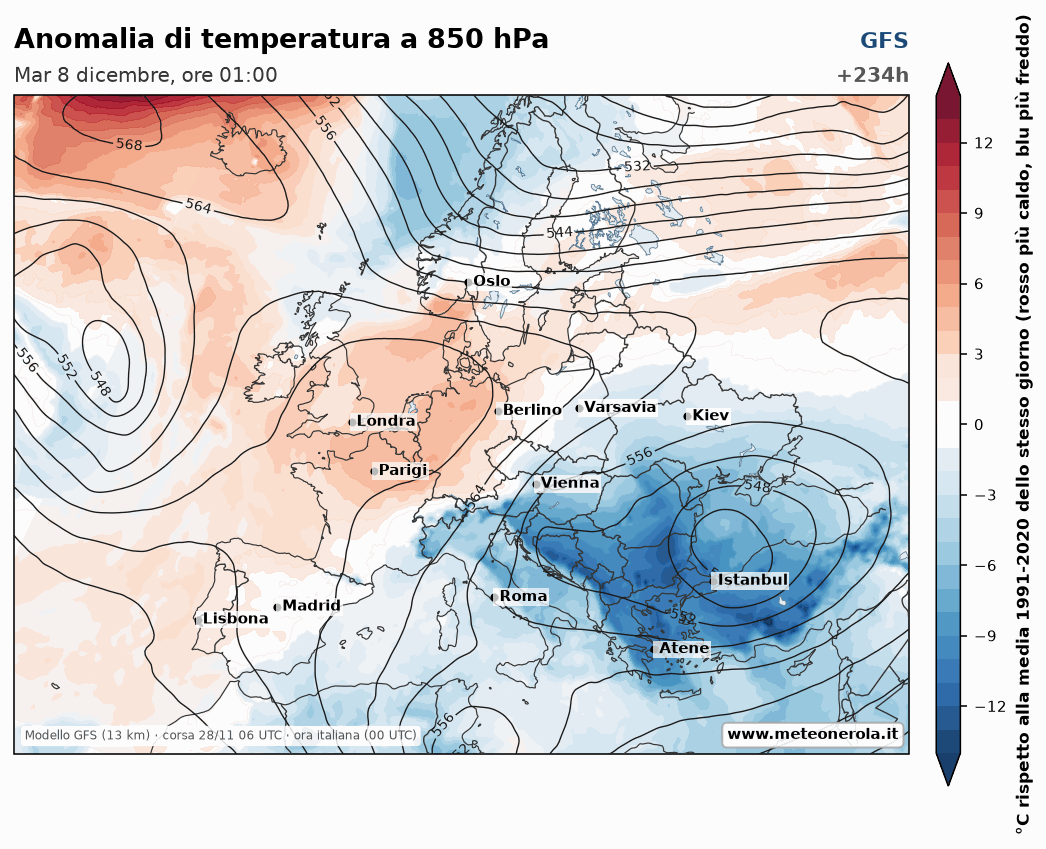 Anomalia di temperatura a 850 hPa
GFS
Mar 8 dicembre, ore 01:00
+234h
568
556
564
532
544
556
552
548
Oslo
Londra
Berlino
Varsavia
Kiev
Parigi
Vienna
556
548
564
Istanbul
Roma
552
Madrid
Lisbona
Atene
556
528
Modello GFS (13 km) · corsa 28/11 06 UTC · ora italiana (00 UTC)
www.meteonerola.it
12
9
6
3
0
−3
−6
−9
−12
°C rispetto alla media 1991-2020 dello stesso giorno (rosso più caldo, blu più freddo)